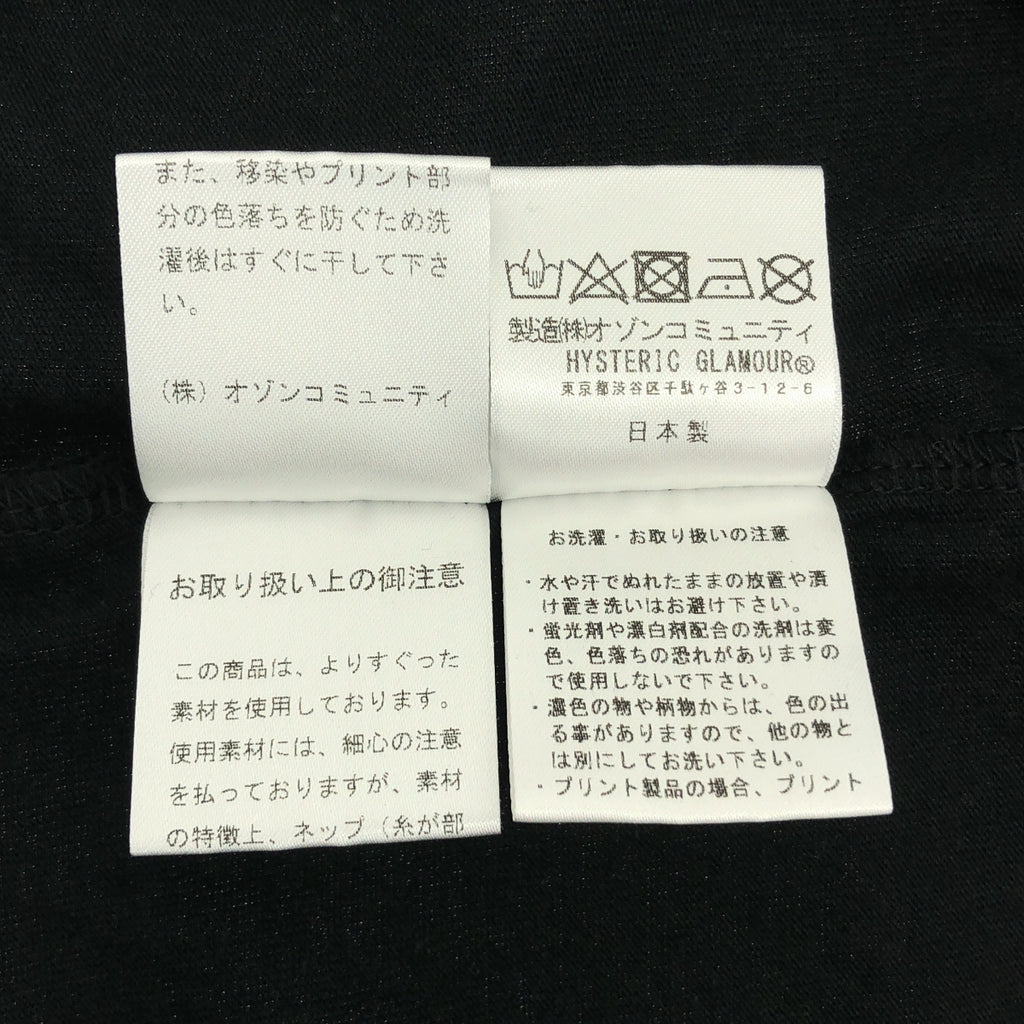 また、移染やプリント部
分の色落ちを防ぐため洗
濯後はすぐに干して下さ
い。
(株) オゾンコミュニティ
製造(株)オゾンコミュニティ
HYSTERIC GLAMOUR®
東京都渋谷区千駄ヶ谷3-12-6
日本製
お取り扱い上の御注意
この商品は、よりすぐった
素材を使用しております。
使用素材には、細心の注意
を払っておりますが、素材
の特徴上、ネップ（糸が部
お洗濯・お取り扱いの注意
・水や汗でぬれたままの放置や漬
け置き洗いはお避け下さい。
・蛍光剤や漂白剤配合の洗剤は変
色、色落ちの恐れがありますの
で使用しないで下さい。
・濃色の物や柄物からは、色の出
る事がありますので、他の物と
は別にしてお洗い下さい。
・プリント製品の場合、プリント